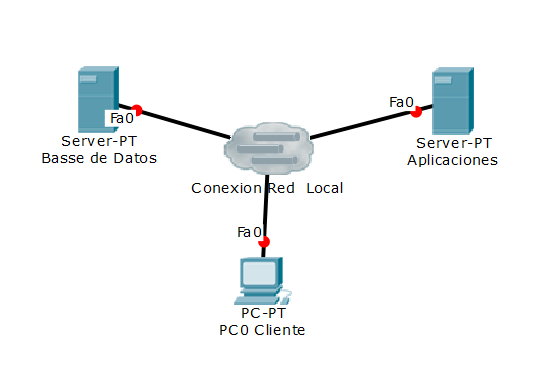 Fa0
Fa0
Server-PT
Basse de Datos
Server-PT
Aplicaciones
Conexion Red Local
Fa0
PC-PT
PC0 Cliente